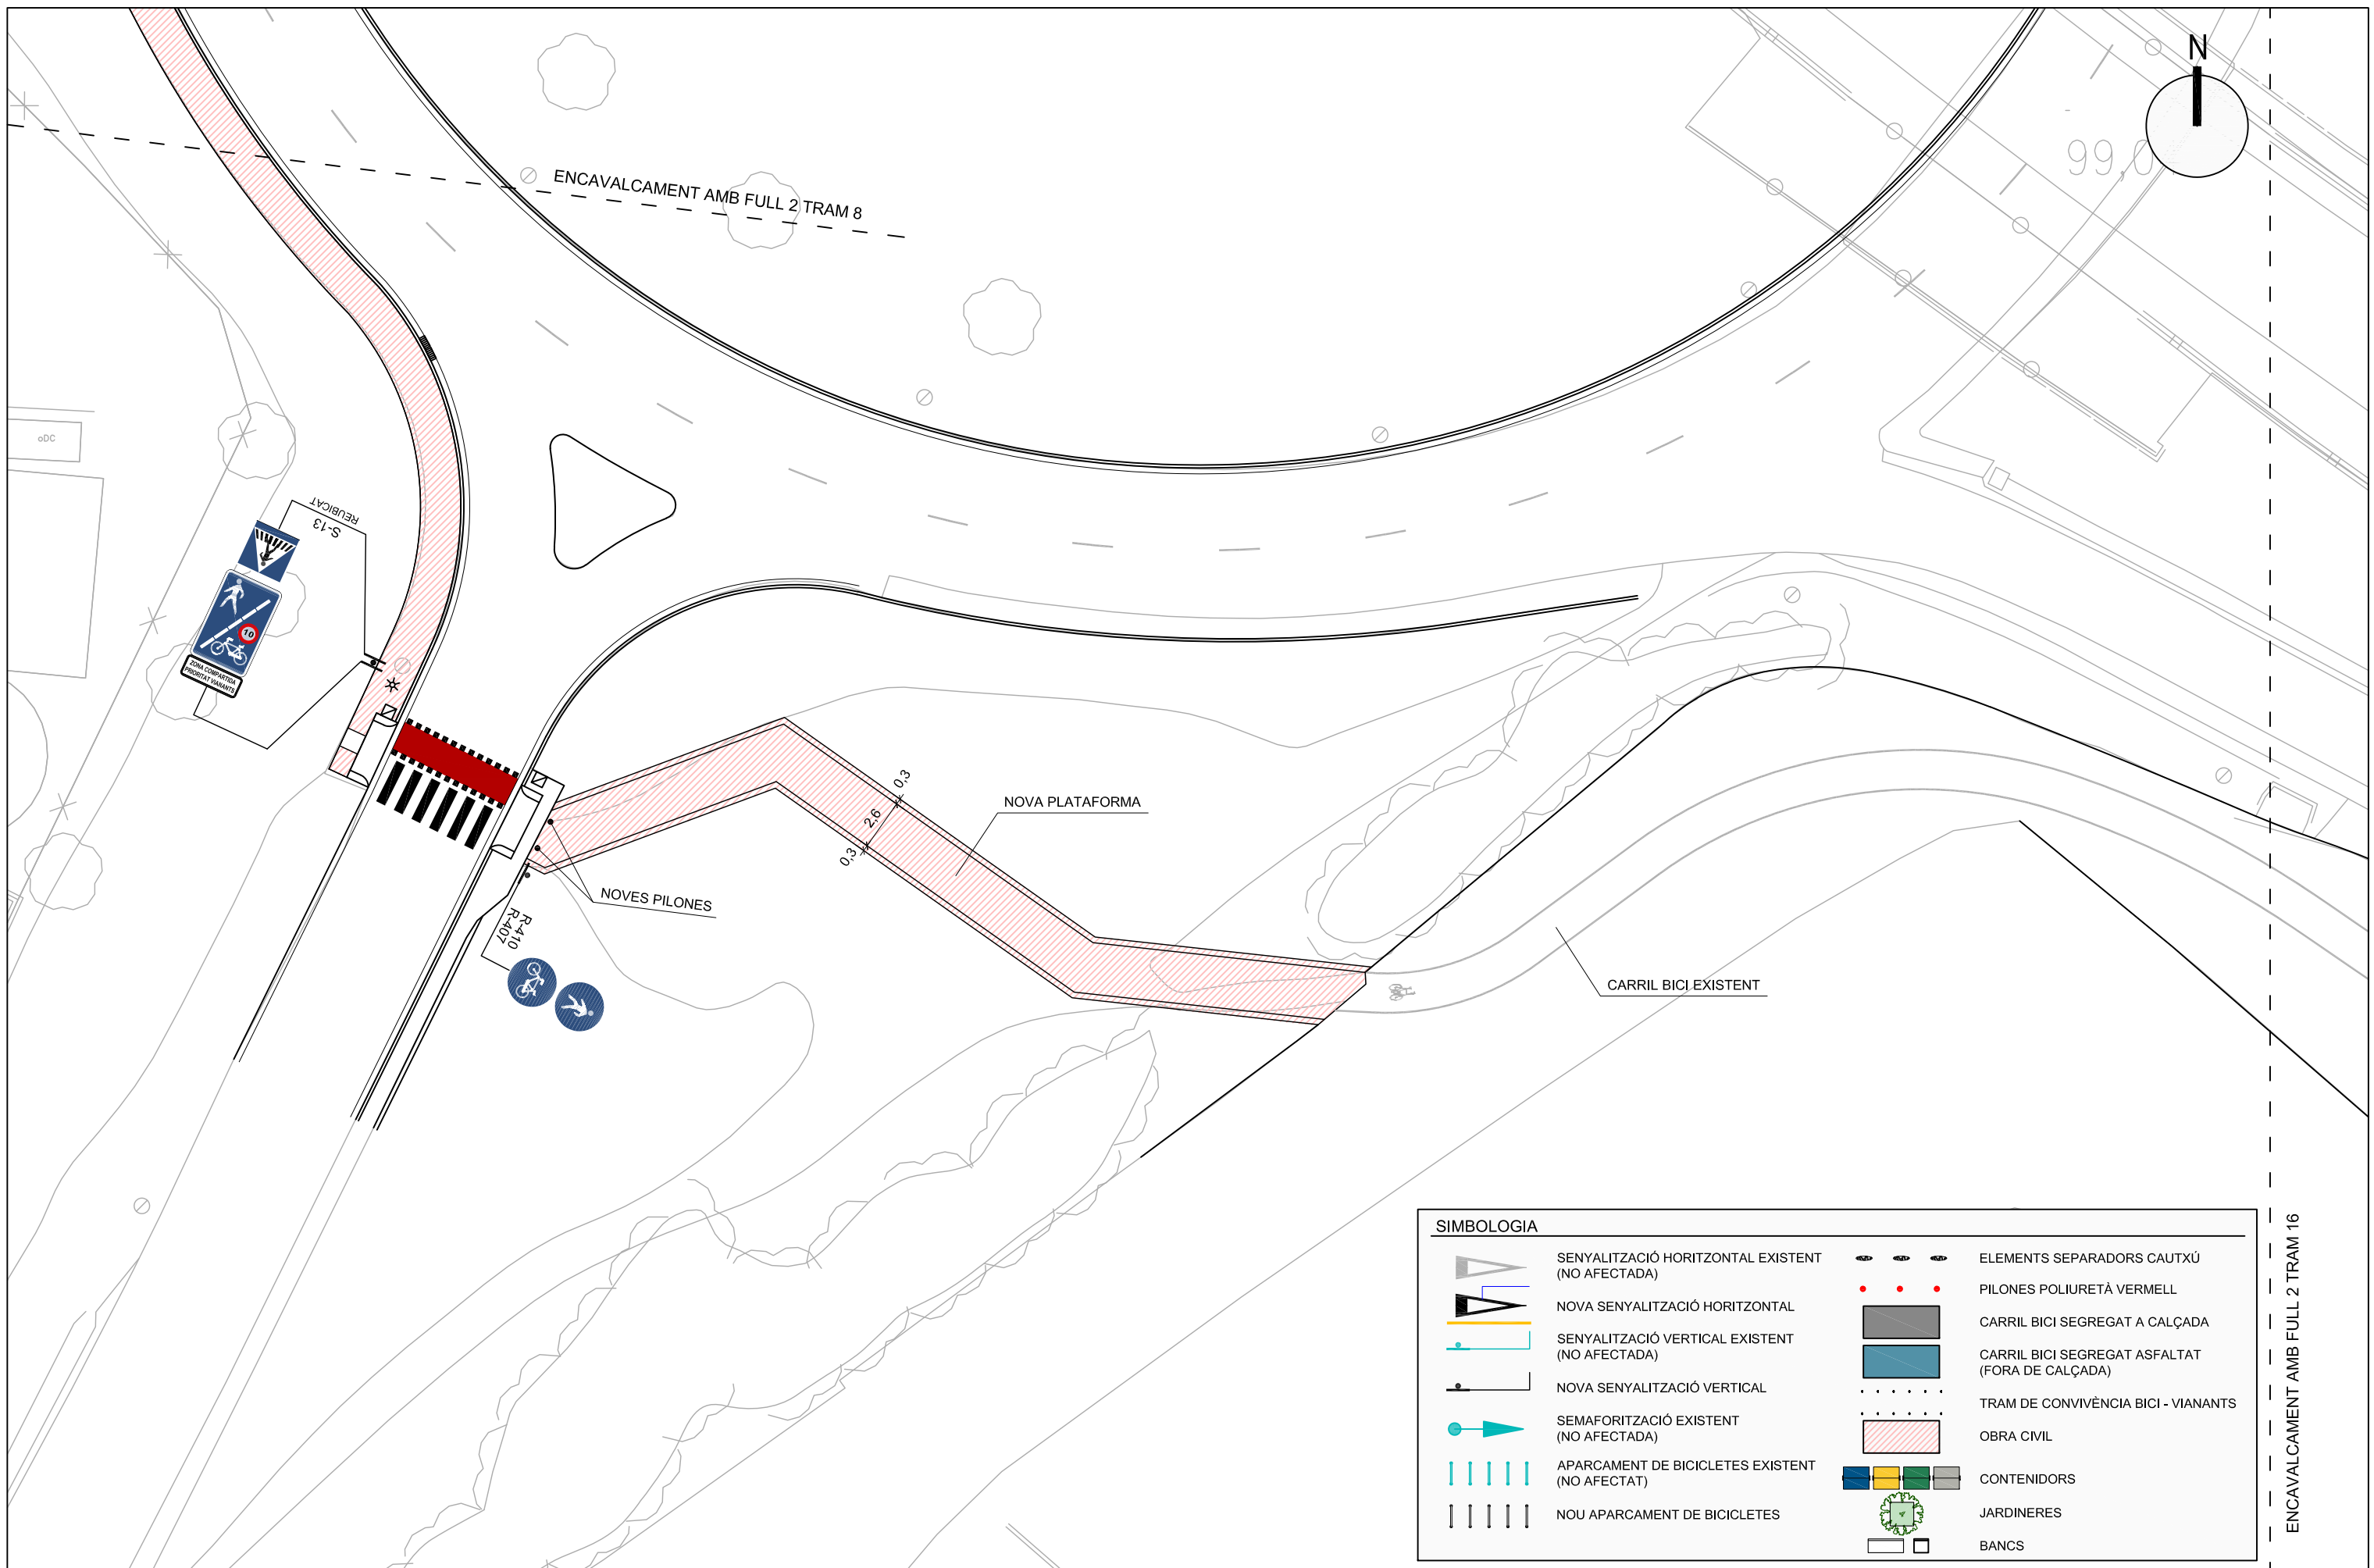 N
99,0
ENCAVALCAMENT AMB FULL 2 TRAM 8
oDC
REUBICAT
S-13
10
ZONA COMPARTIDA
PRIORITAT VIANANTS
0,3
2,6
0,3
NOVA PLATAFORMA
NOVES PILONES
R-410
R-407
CARRIL BICI EXISTENT
ENCAVALCAMENT AMB FULL 2 TRAM 16
SIMBOLOGIA
SENYALITZACIÓ HORITZONTAL EXISTENT
(NO AFECTADA)
NOVA SENYALITZACIÓ HORITZONTAL
SENYALITZACIÓ VERTICAL EXISTENT
(NO AFECTADA)
NOVA SENYALITZACIÓ VERTICAL
SEMAFORITZACIÓ EXISTENT
(NO AFECTADA)
APARCAMENT DE BICICLETES EXISTENT
(NO AFECTAT)
NOU APARCAMENT DE BICICLETES
ELEMENTS SEPARADORS CAUTXÚ
PILONES POLIURETÀ VERMELL
CARRIL BICI SEGREGAT A CALÇADA
CARRIL BICI SEGREGAT ASFALTAT
(FORA DE CALÇADA)
TRAM DE CONVIVÈNCIA BICI - VIANANTS
OBRA CIVIL
CONTENIDORS
JARDINERES
BANCS